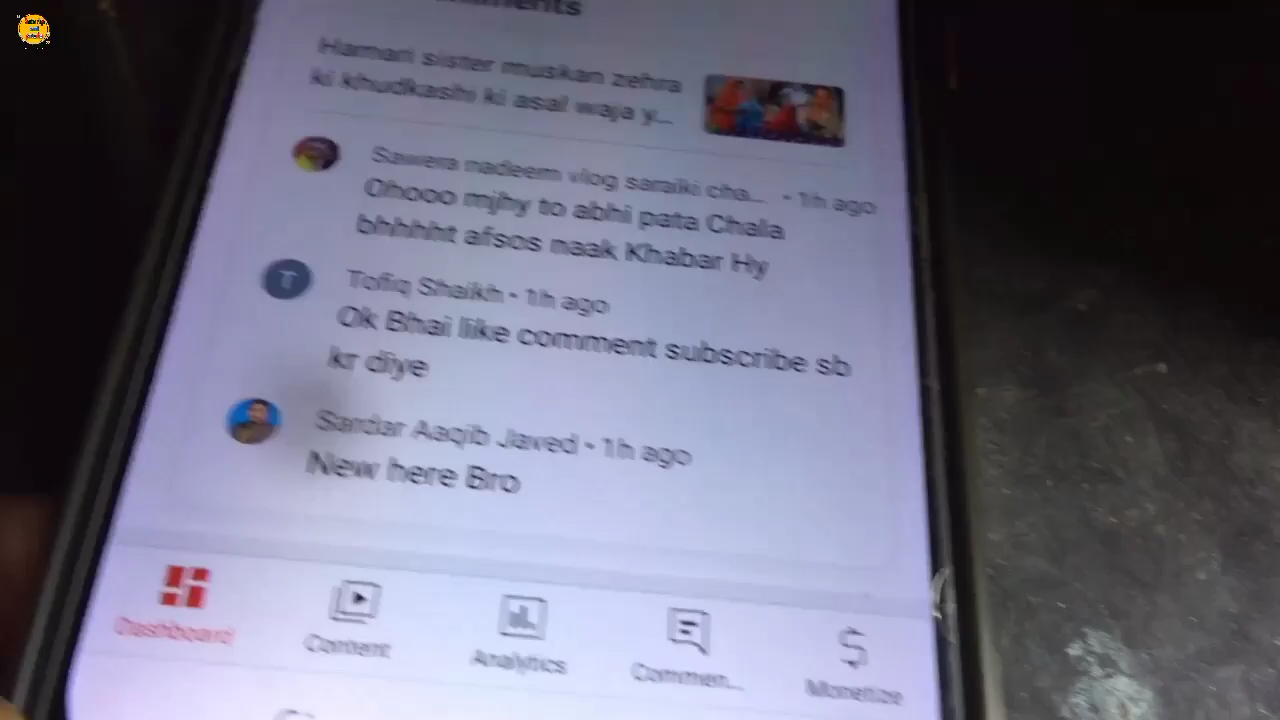 Hamari sister muskan zehra
ki khudkashi ki asal waja y...
Sawera nadeem vlog saraiki cha... • 1h ago
Ohooo mjhy to abhi pata Chala
bhhhht afsos naak Khabar Hy
T
Tofiq Shaikh • 1h ago
Ok Bhai like comment subscribe sb
kr diye
Sardar Aaqib Javed • 1h ago
New here Bro
Dashboard
Content
Analytics
Commen...
Monetize